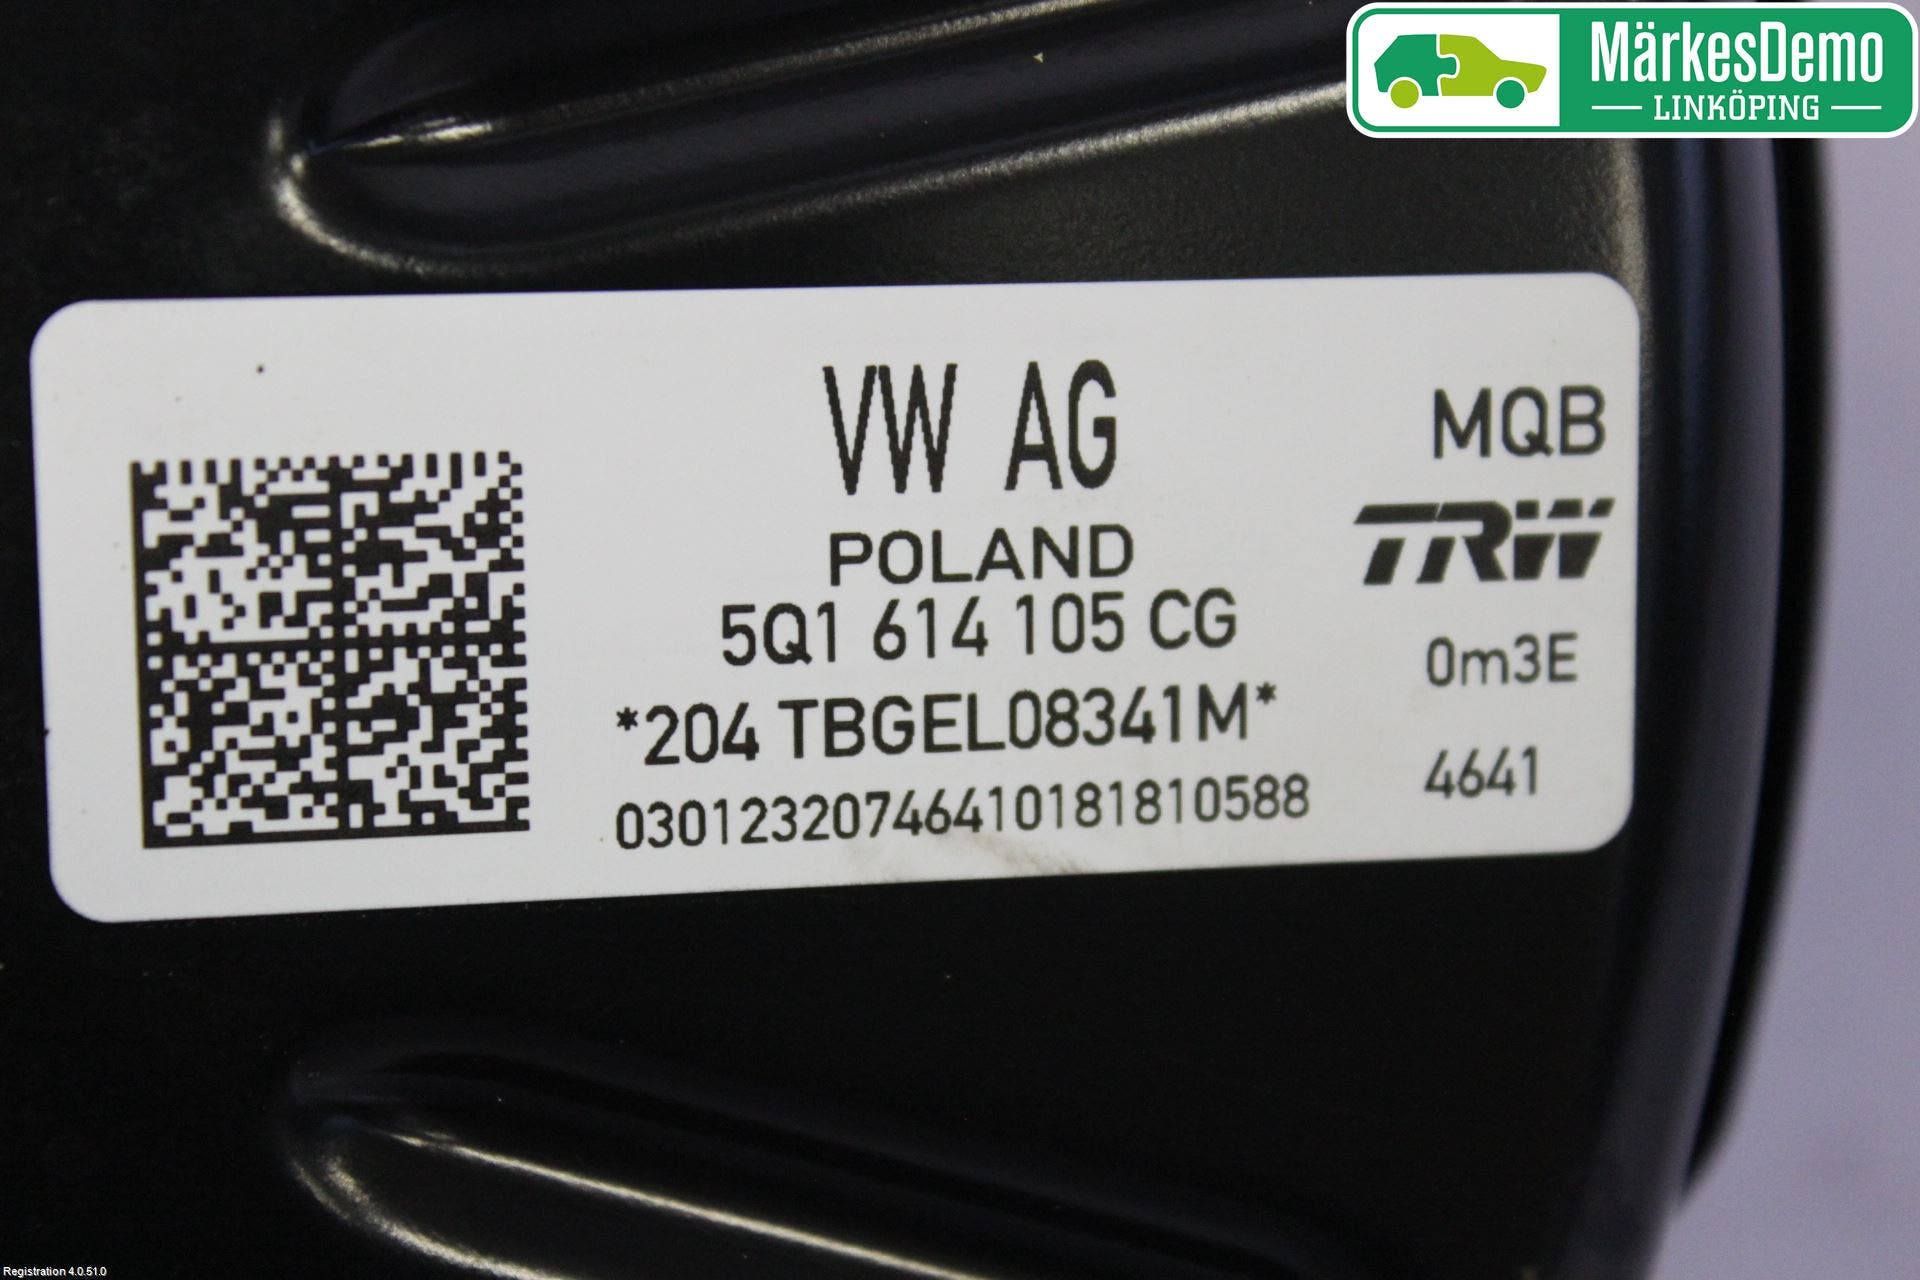 MärkesDemo
LINKÖPING
VW AG
MQB
POLAND
TRW
5Q1 614 105 CG
0m3E
*204 TBGEL08341M*
4641
03012320746410181810588
Registration 4.0.51.0